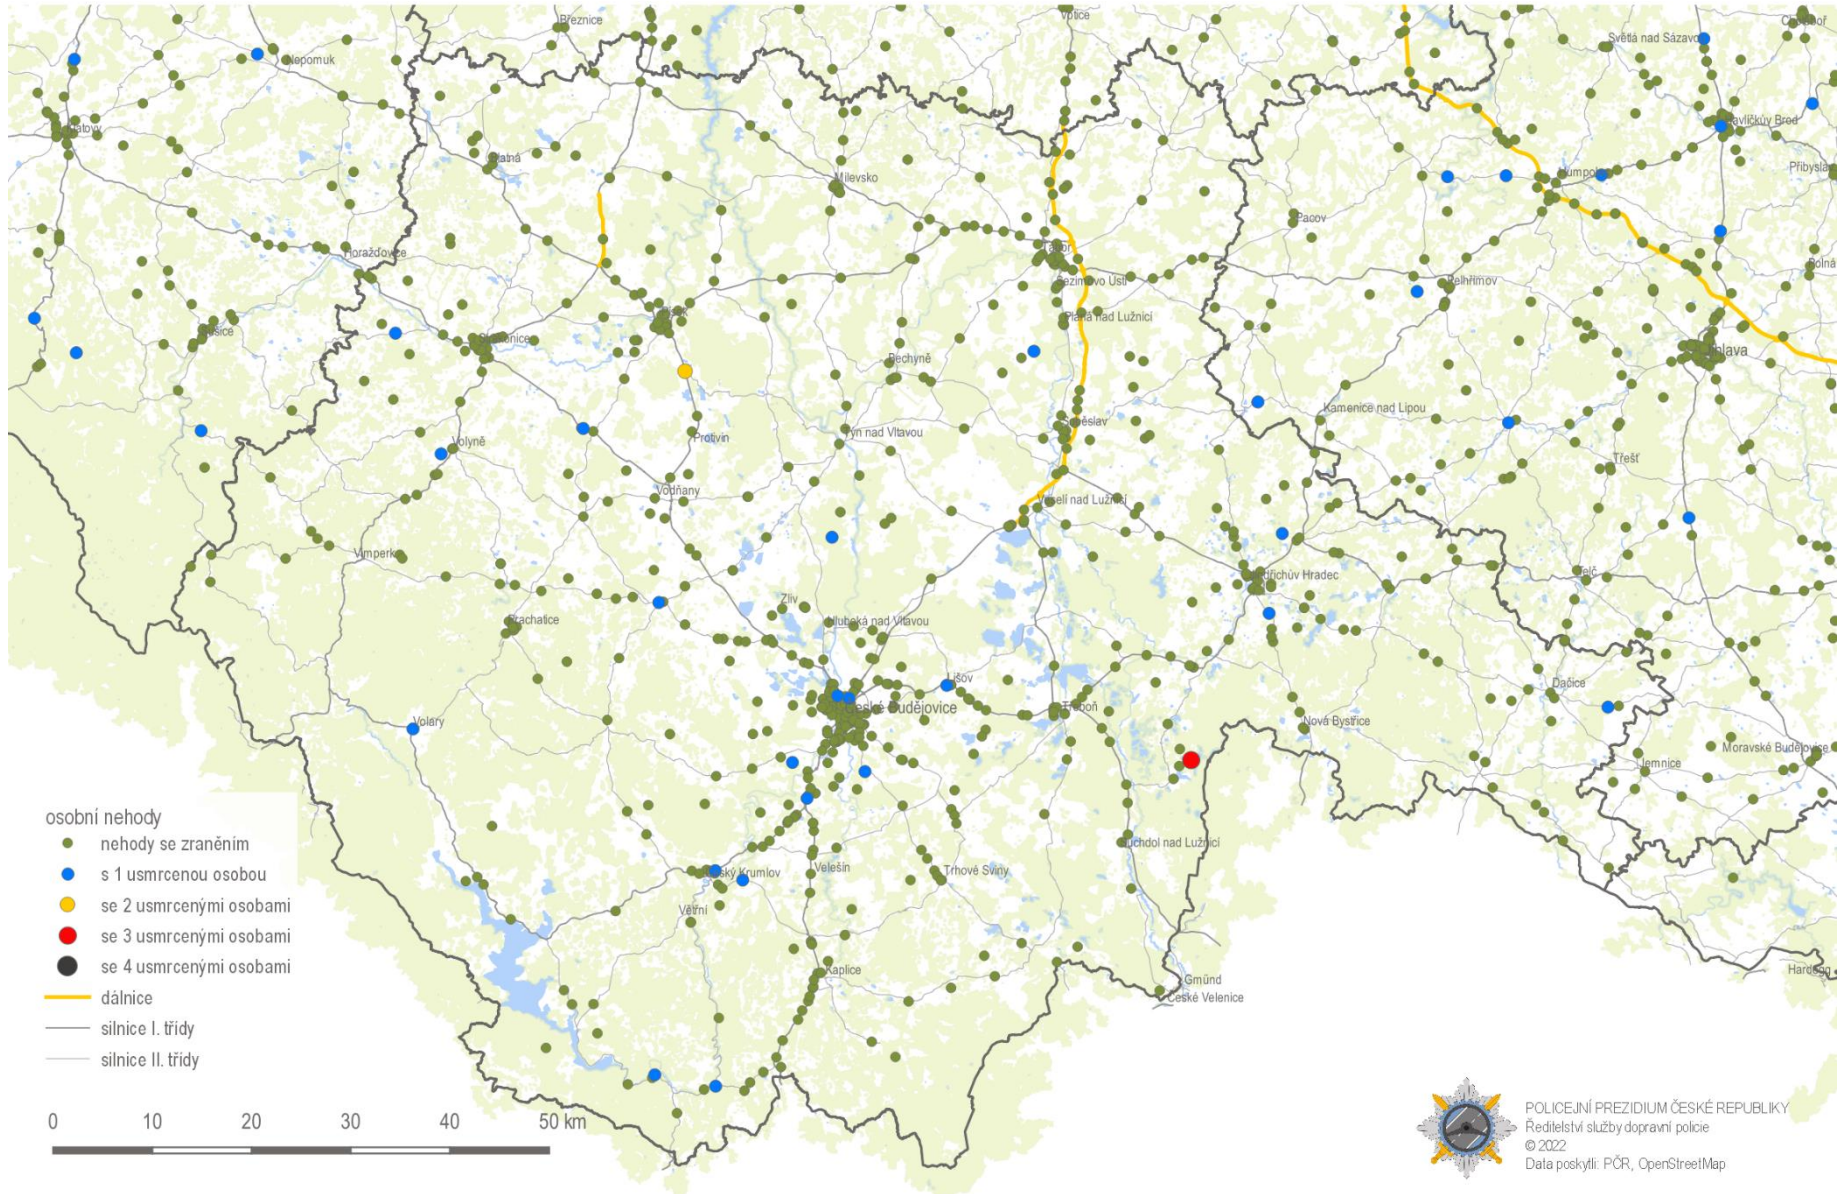 Březnice
Votice
Chotěboř
Světlá nad Sázavou
Nepomuk
Klatovy
Havlíčkův Brod
Blatná
Milevsko
Humpolec
Přibyslav
Pacov
Horažďovice
Tábor
Polná
Sezimovo Ústí
Pelhřimov
Sušice
Písek
Planá nad Lužnicí
Strakonice
Jihlava
Bechyně
Kamenice nad Lipou
Volyně
Protivín
Týn nad Vltavou
Soběslav
Třešť
Vodňany
Veselí nad Lužnicí
Vimperk
Jindřichův Hradec
Telč
Zliv
Prachatice
Hluboká nad Vltavou
Lišov
Dačice
České Budějovice
Třeboň
Volary
Nová Bystřice
Moravské Budějovice
Jemnice
osobní nehody
nehody se zraněním
s 1 usmrcenou osobou
se 2 usmrcenými osobami
se 3 usmrcenými osobami
se 4 usmrcenými osobami
dálnice
silnice I. třídy
silnice II. třídy
Suchdol nad Lužnicí
Velešín
Český Krumlov
Trhové Sviny
Větřní
Kaplice
Hardegg
Gmünd
České Velenice
0 10 20 30 40 50 km
POLICEJNÍ PREZIDIUM ČESKÉ REPUBLIKY
Ředitelství služby dopravní policie
© 2022
Data poskytli: PČR, OpenStreetMap